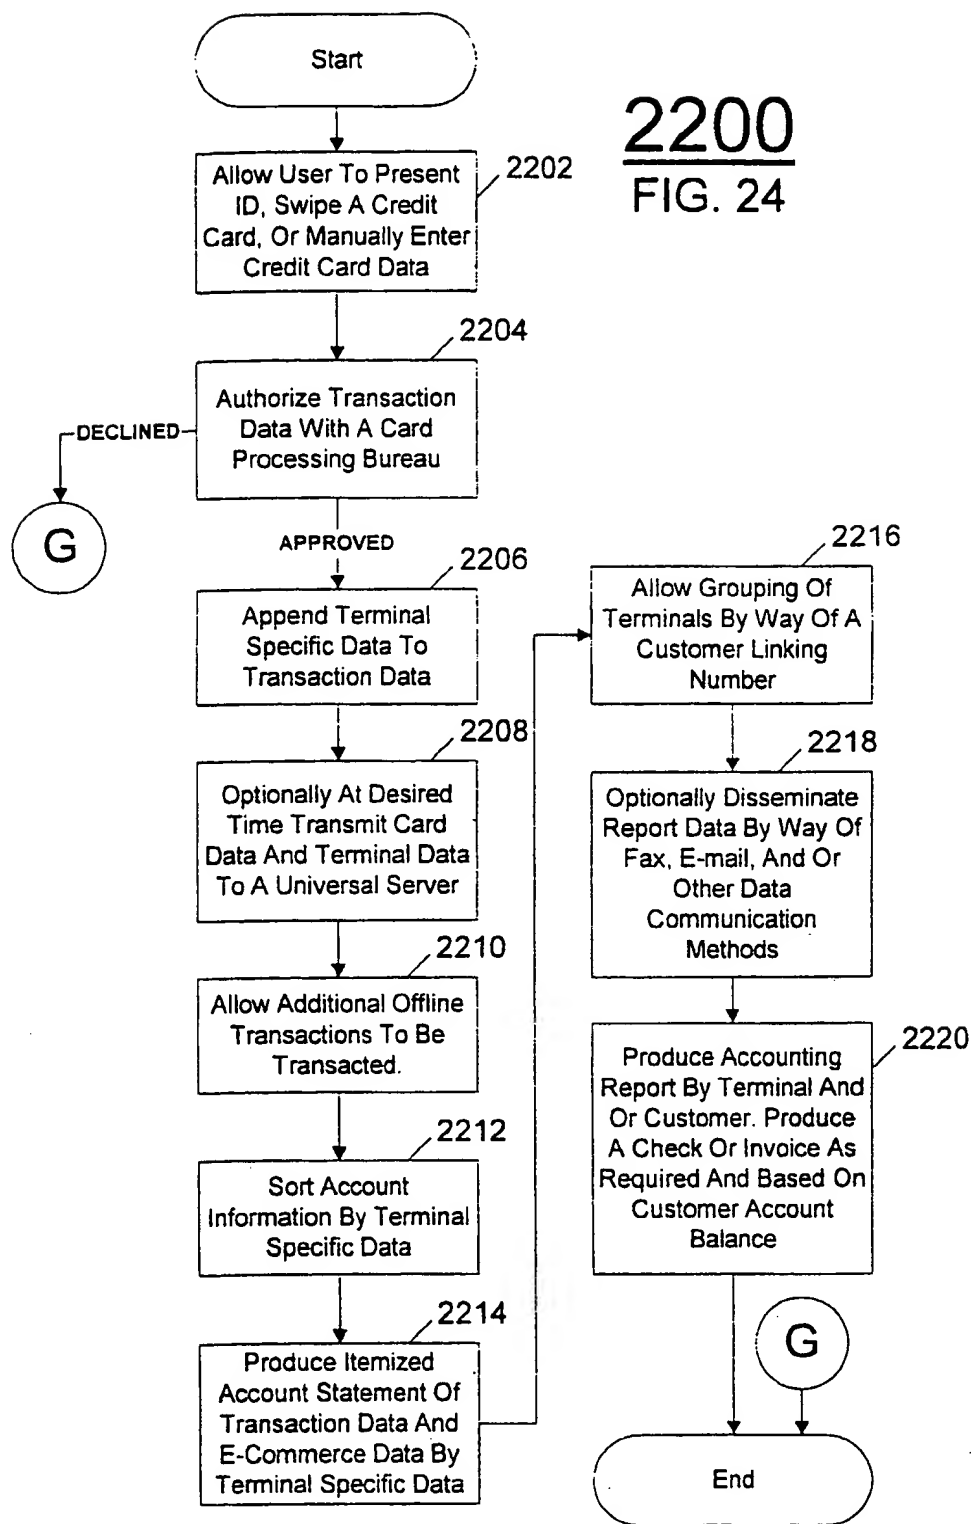 Start
2200
FIG. 24
2202
Allow User To Present
ID, Swipe A Credit
Card, Or Manually Enter
Credit Card Data
2204
Authorize Transaction
Data With A Card
Processing Bureau
DECLINED
G
APPROVED
2206
Append Terminal
Specific Data To
Transaction Data
2208
Optionally At Desired
Time Transmit Card
Data And Terminal Data
To A Universal Server
2210
Allow Additional Offline
Transactions To Be
Transacted.
2212
Sort Account
Information By Terminal
Specific Data
2214
Produce Itemized
Account Statement Of
Transaction Data And
E-Commerce Data By
Terminal Specific Data
2216
Allow Grouping Of
Terminals By Way Of A
Customer Linking
Number
2218
Optionally Disseminate
Report Data By Way Of
Fax, E-mail, And Or
Other Data
Communication
Methods
2220
Produce Accounting
Report By Terminal And
Or Customer. Produce
A Check Or Invoice As
Required And Based On
Customer Account
Balance
G
End